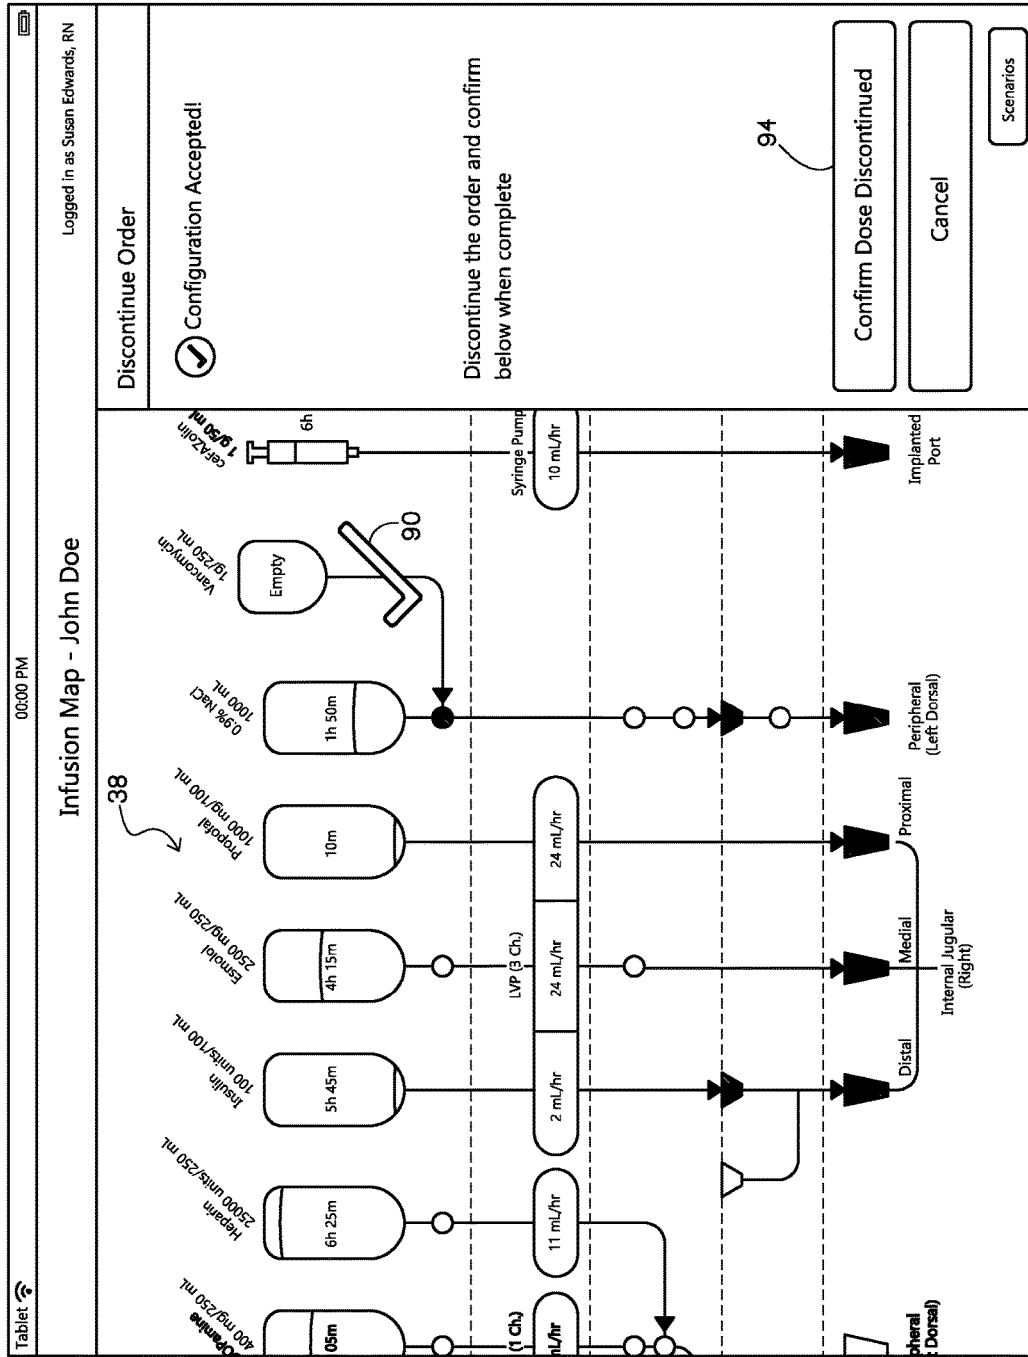 Tablet
00:00 PM
Logged in as Susan Edwards, RN
Infusion Map - John Doe
38
OPamine
400 mg/250 mL
Heparin
25000 units/250 mL
Insulin
100 units/100 mL
Esmolol
2500 mg/250 mL
Propofal
1000 mg/100 mL
0.9% NaCl
1000 mL
Vancomycin
1g/250 mL
ceFAZolin
1 g/50 ml
05m
6h 25m
5h 45m
4h 15m
10m
1h 50m
Empty
6h
90
(1 Ch.)
LVP (3 Ch.)
Syringe Pump
mL/hr
11 mL/hr
2 mL/hr
24 mL/hr
24 mL/hr
10 mL/hr
pheral
t Dorsal)
Distal
Medial
Proximal
Internal Jugular
(Right)
Peripheral
(Left Dorsal)
Implanted
Port
Discontinue Order
Configuration Accepted!
Discontinue the order and confirm
below when complete
94
Confirm Dose Discontinued
Cancel
Scenarios